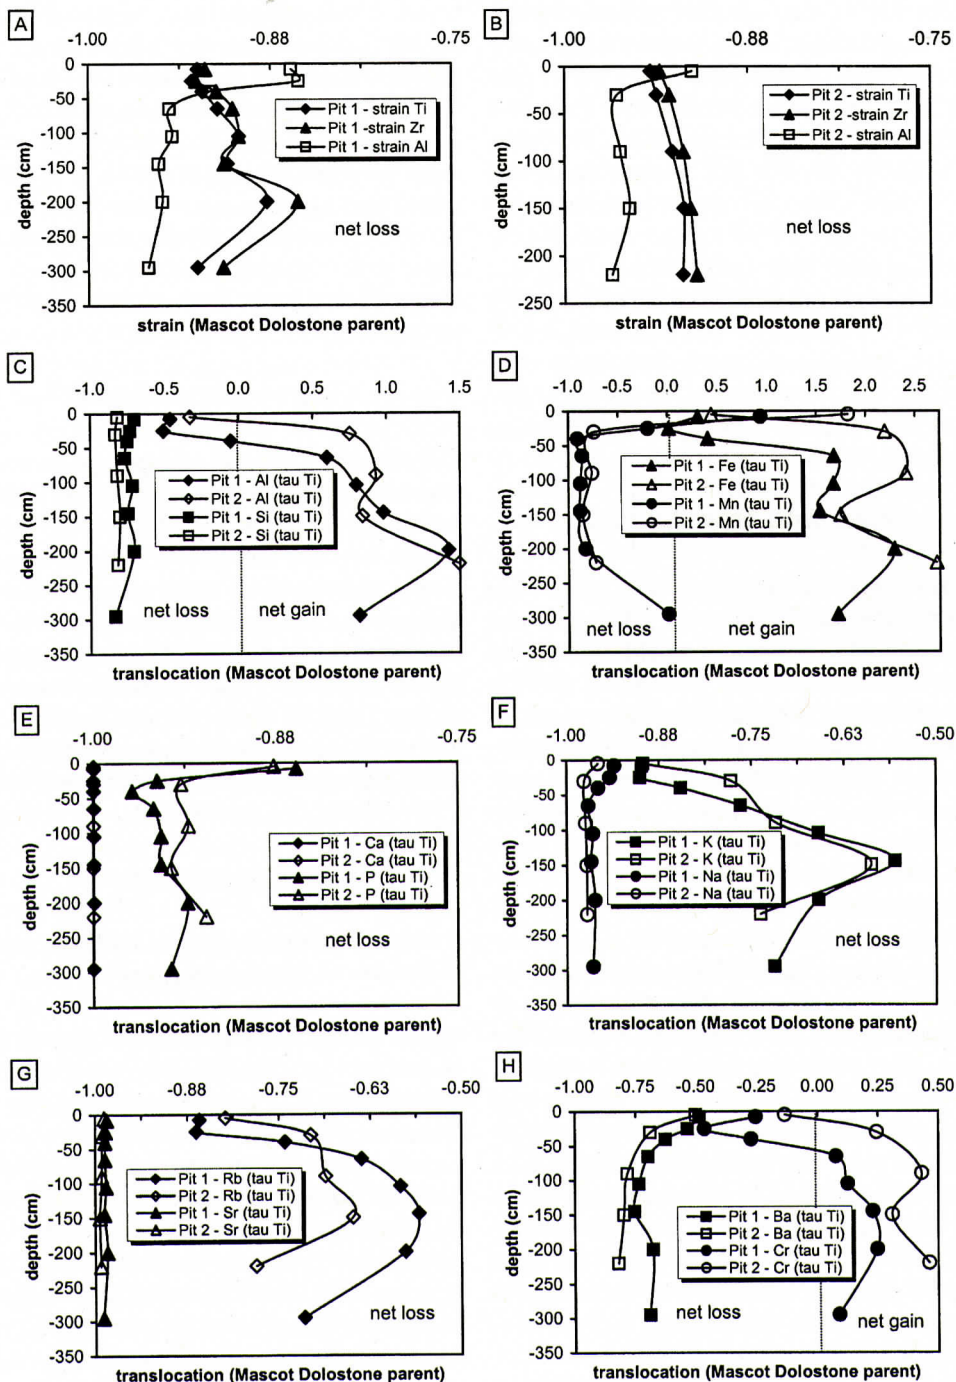 A
-1.00 -0.88 -0.75
0
-50
-100
-150
-200
-250
-300
-350
depth (cm)
Pit 1 - strain Ti
Pit 1 -strain Zr
Pit 1 - strain Al
net loss
strain (Mascot Dolostone parent)
B
-1.00 -0.88 -0.75
0
-50
-100
-150
-200
-250
depth (cm)
Pit 2 - strain Ti
Pit 2 -strain Zr
Pit 2 - strain Al
net loss
strain (Mascot Dolostone parent)
C
-1.0 -0.5 0.0 0.5 1.0 1.5
0
-50
-100
-150
-200
-250
-300
-350
depth (cm)
Pit 1 - Al (tau Ti)
Pit 2 - Al (tau Ti)
Pit 1 - Si (tau Ti)
Pit 2 - Si (tau Ti)
net loss net gain
translocation (Mascot Dolostone parent)
D
-1.0 -0.5 0.0 0.5 1.0 1.5 2.0 2.5
0
-50
-100
-150
-200
-250
-300
-350
depth (cm)
Pit 1 - Fe (tau Ti)
Pit 2 - Fe (tau Ti)
Pit 1 - Mn (tau Ti)
Pit 2 - Mn (tau Ti)
net loss net gain
translocation (Mascot Dolostone parent)
E
-1.00 -0.88 -0.75
0
-50
-100
-150
-200
-250
-300
-350
depth (cm)
Pit 1 - Ca (tau Ti)
Pit 2 - Ca (tau Ti)
Pit 1 - P (tau Ti)
Pit 2 - P (tau Ti)
net loss
translocation (Mascot Dolostone parent)
F
-1.00 -0.88 -0.75 -0.63 -0.50
0
-50
-100
-150
-200
-250
-300
-350
depth (cm)
Pit 1 - K (tau Ti)
Pit 2 - K (tau Ti)
Pit 1 - Na (tau Ti)
Pit 2 - Na (tau Ti)
net loss
translocation (Mascot Dolostone parent)
G
-1.00 -0.88 -0.75 -0.63 -0.50
0
-50
-100
-150
-200
-250
-300
-350
depth (cm)
Pit 1 - Rb (tau Ti)
Pit 2 - Rb (tau Ti)
Pit 1 - Sr (tau Ti)
Pit 2 - Sr (tau Ti)
net loss
translocation (Mascot Dolostone parent)
H
-1.00 -0.75 -0.50 -0.25 0.00 0.25 0.50
0
-50
-100
-150
-200
-250
-300
-350
depth (cm)
Pit 1 - Ba (tau Ti)
Pit 2 - Ba (tau Ti)
Pit 1 - Cr (tau Ti)
Pit 2 - Cr (tau Ti)
net loss net gain
translocation (Mascot Dolostone parent)